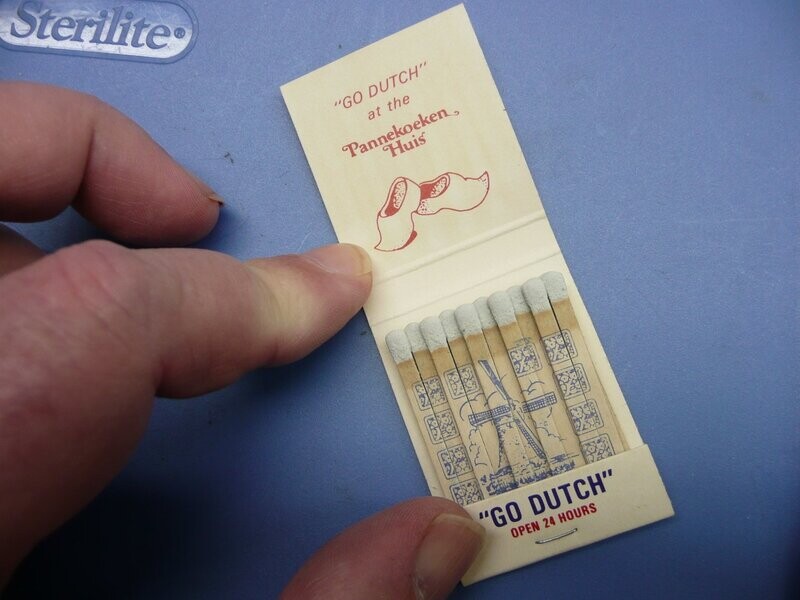 Sterilite®
"GO DUTCH"
at the
Pannekoeken
Huis
"GO DUTCH"
OPEN 24 HOURS